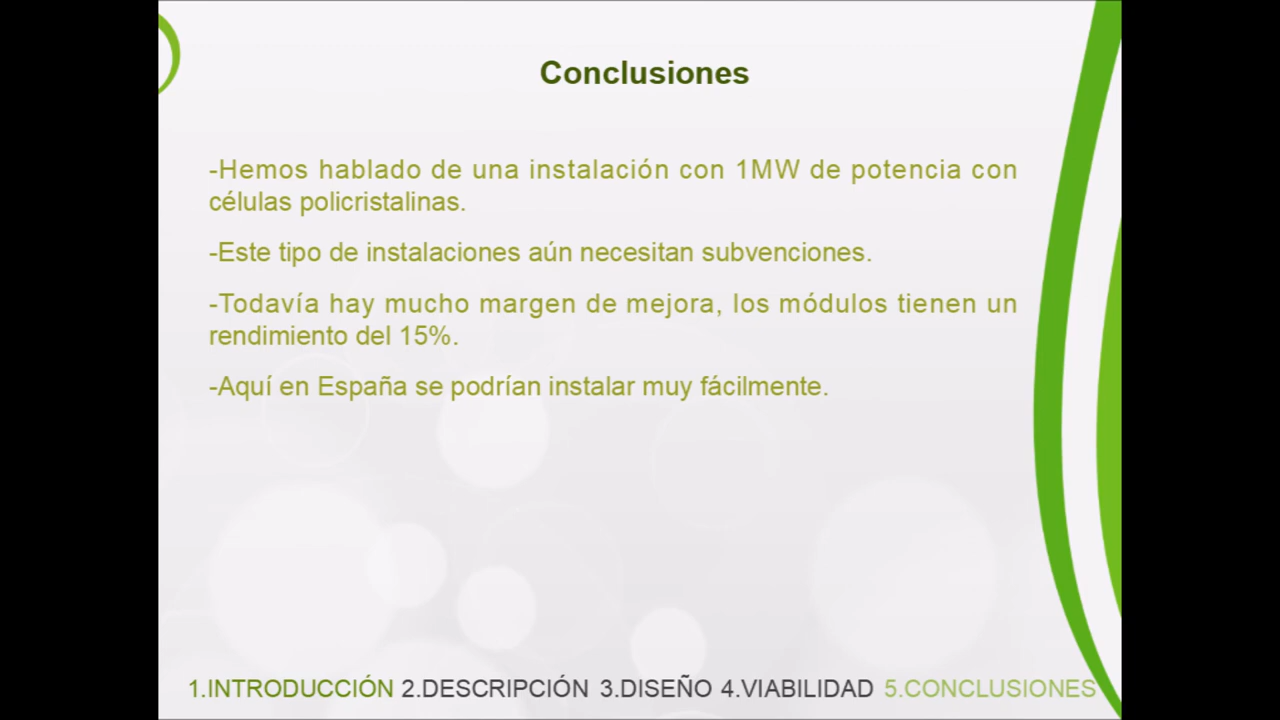 Conclusiones
-Hemos hablado de una instalación con 1MW de potencia con
células policristalinas.
-Este tipo de instalaciones aún necesitan subvenciones.
-Todavía hay mucho margen de mejora, los módulos tienen un
rendimiento del 15%.
-Aquí en España se podrían instalar muy fácilmente.
1.INTRODUCCIÓN 2.DESCRIPCIÓN 3.DISEÑO 4.VIABILIDAD 5.CONCLUSIONES